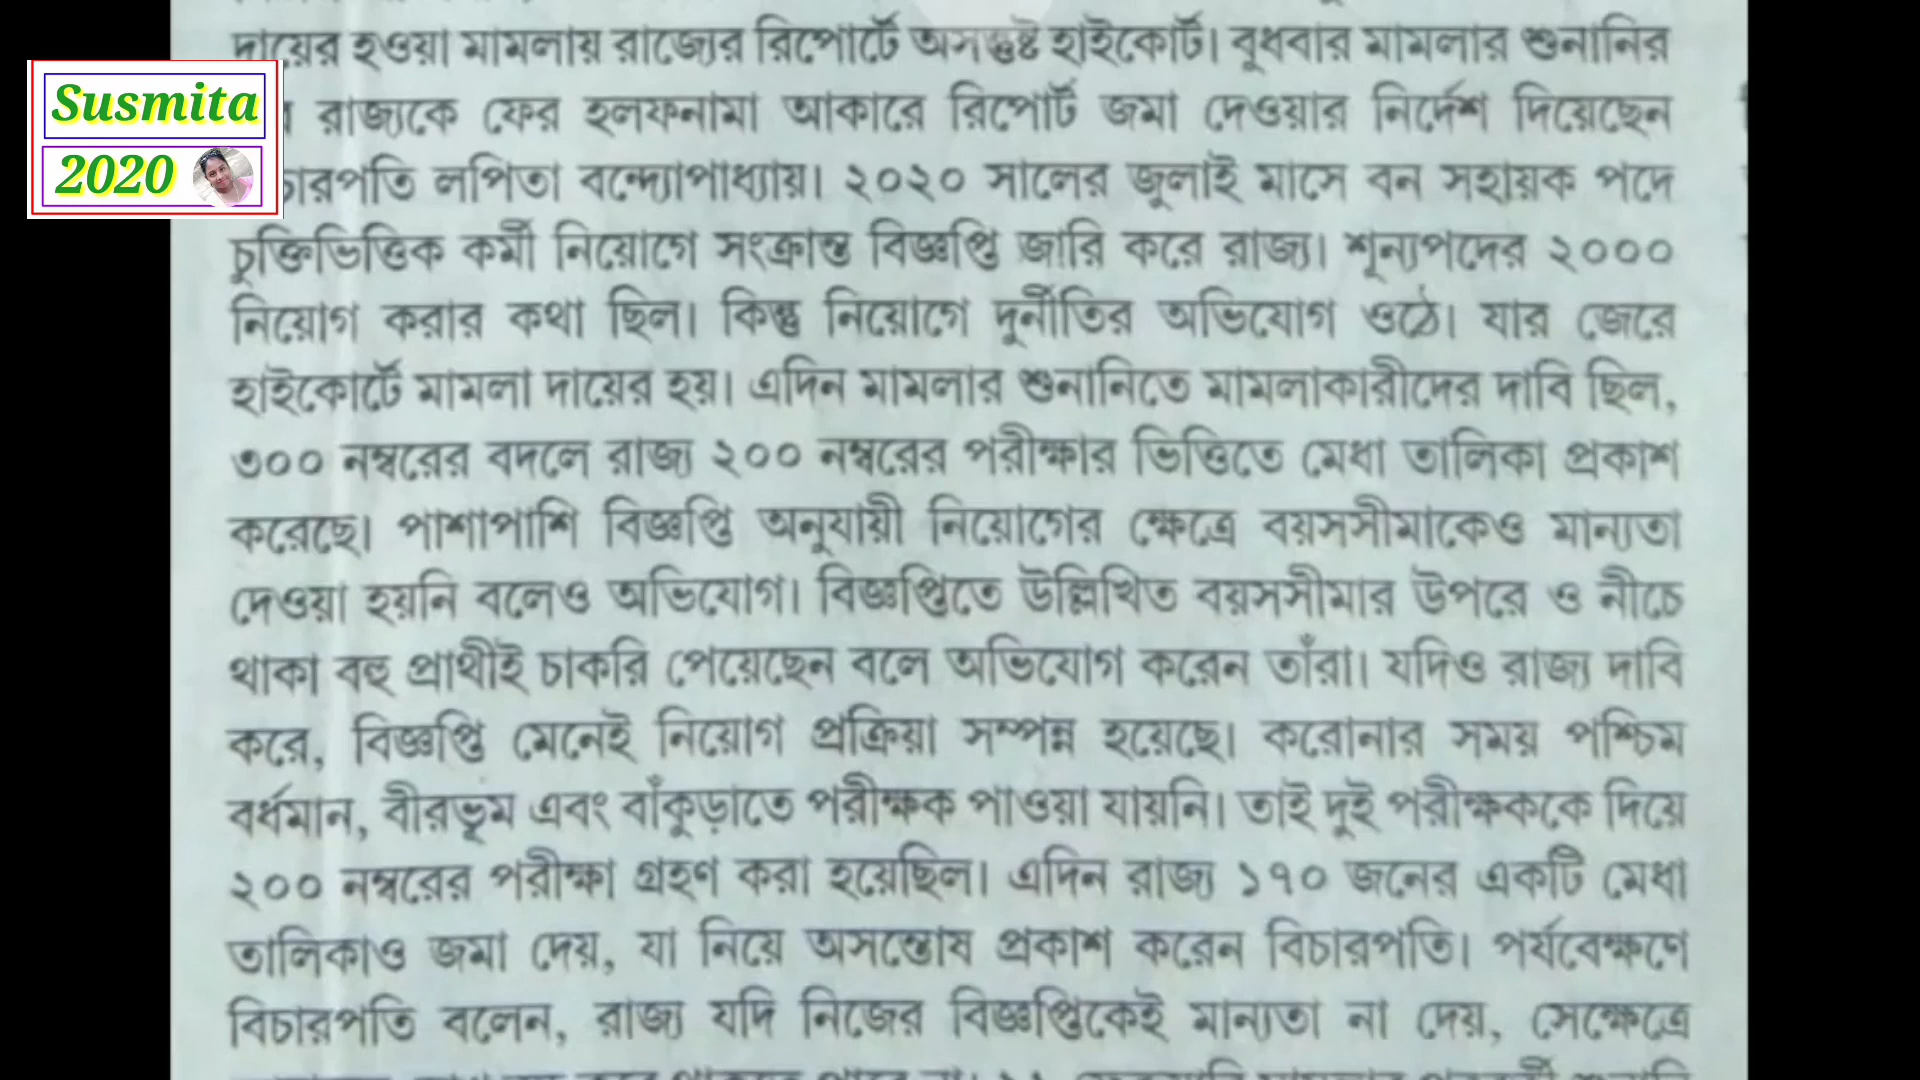 দায়ের হওয়া মামলায় রাজ্যের রিপোর্টে অসন্তুষ্ট হাইকোর্ট। বুধবার মামলার শুনানির
Susmita
রাজ্যকে ফের হলফনামা আকারে রিপোর্ট জমা দেওয়ার নির্দেশ দিয়েছেন
2020
চারপতি লপিতা বন্দ্যোপাধ্যায়। ২০২০ সালের জুলাই মাসে বন সহায়ক পদে
চুক্তিভিত্তিক কর্মী নিয়োগে সংক্রান্ত বিজ্ঞপ্তি জারি করে রাজ্য। শূন্যপদের ২০০০
নিয়োগ করার কথা ছিল। কিন্তু নিয়োগে দুর্নীতির অভিযোগ ওঠে। যার জেরে
হাইকোর্টে মামলা দায়ের হয়। এদিন মামলার শুনানিতে মামলাকারীদের দাবি ছিল,
৩০০ নম্বরের বদলে রাজ্য ২০০ নম্বরের পরীক্ষার ভিত্তিতে মেধা তালিকা প্রকাশ
করেছে। পাশাপাশি বিজ্ঞপ্তি অনুযায়ী নিয়োগের ক্ষেত্রে বয়সসীমাকেও মান্যতা
দেওয়া হয়নি বলেও অভিযোগ। বিজ্ঞপ্তিতে উল্লিখিত বয়সসীমার উপরে ও নীচে
থাকা বহু প্রার্থীই চাকরি পেয়েছেন বলে অভিযোগ করেন তাঁরা। যদিও রাজ্য দাবি
করে, বিজ্ঞপ্তি মেনেই নিয়োগ প্রক্রিয়া সম্পন্ন হয়েছে। করোনার সময় পশ্চিম
বর্ধমান, বীরভূম এবং বাঁকুড়াতে পরীক্ষক পাওয়া যায়নি। তাই দুই পরীক্ষককে দিয়ে
২০০ নম্বরের পরীক্ষা গ্রহণ করা হয়েছিল। এদিন রাজ্য ১৭০ জনের একটি মেধা
তালিকাও জমা দেয়, যা নিয়ে অসন্তোষ প্রকাশ করেন বিচারপতি। পর্যবেক্ষণে
বিচারপতি বলেন, রাজ্য যদি নিজের বিজ্ঞপ্তিকেই মান্যতা না দেয়, সেক্ষেত্রে